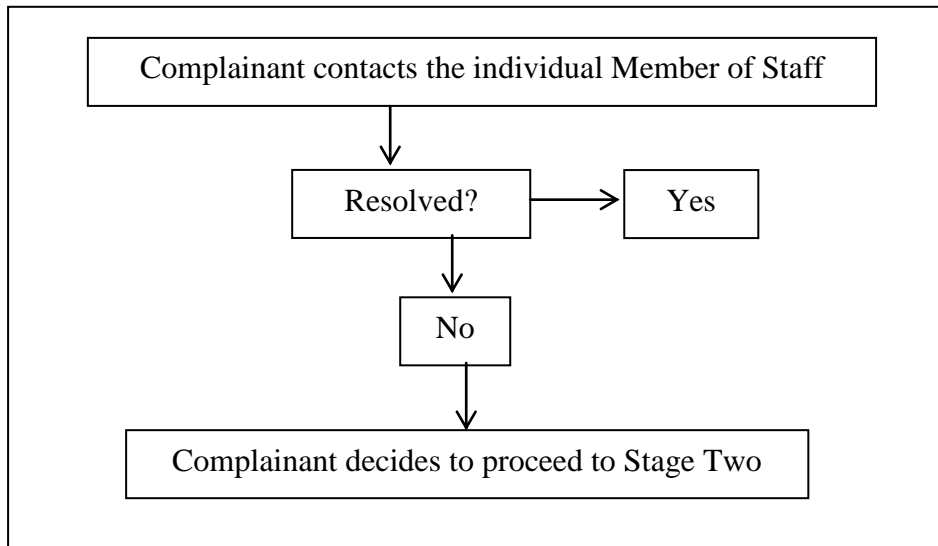 Complainant contacts the individual Member of Staff
Resolved?
Yes
No
Complainant decides to proceed to Stage Two